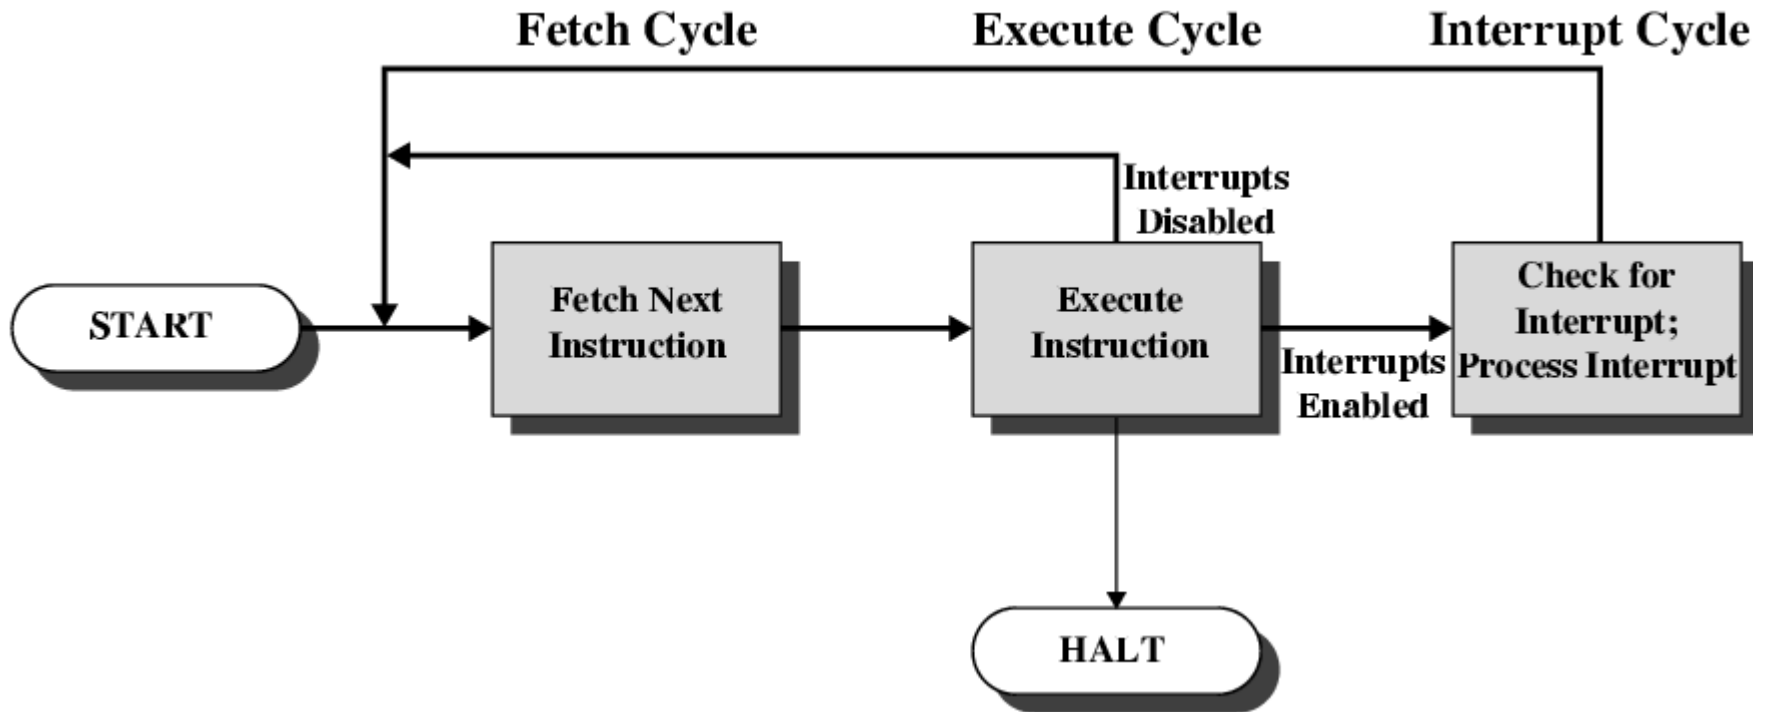 Fetch Cycle
Execute Cycle
Interrupt Cycle
Interrupts
Disabled
START
Fetch Next
Instruction
Execute
Instruction
Interrupts
Enabled
Check for
Interrupt;
Process Interrupt
HALT